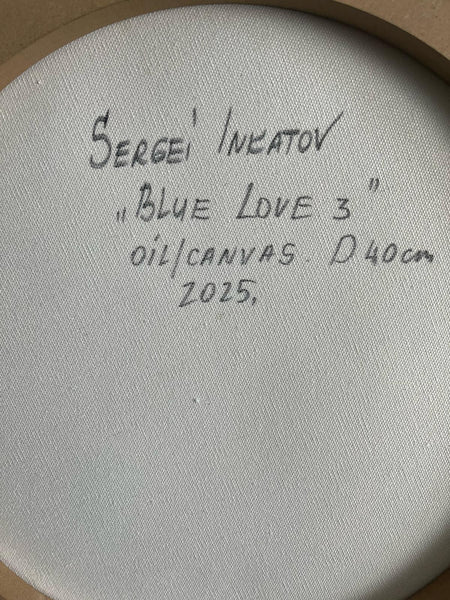 SERGEI INKATOV
„BLUE LOVE 3”
OIL/CANVAS. D 40cm
2025.